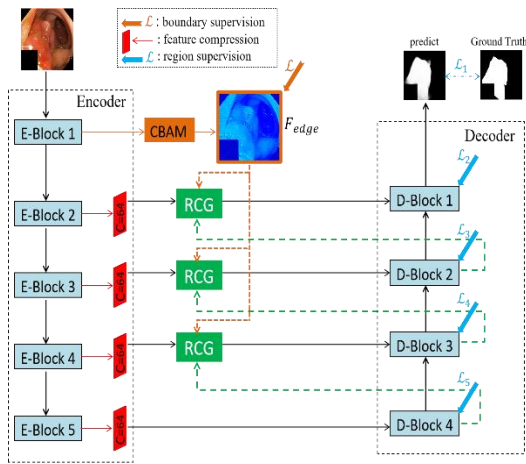 ℒ : boundary supervision
: feature compression
ℒ : region supervision
predict
Ground Truth
ℒ
ℒ₁
Encoder
Decoder
E-Block 1
CBAM
F_edge
ℒ₂
E-Block 2
C=64
RCG
D-Block 1
ℒ₃
E-Block 3
C=64
RCG
D-Block 2
ℒ₄
E-Block 4
C=64
RCG
D-Block 3
ℒ₅
E-Block 5
C=64
D-Block 4